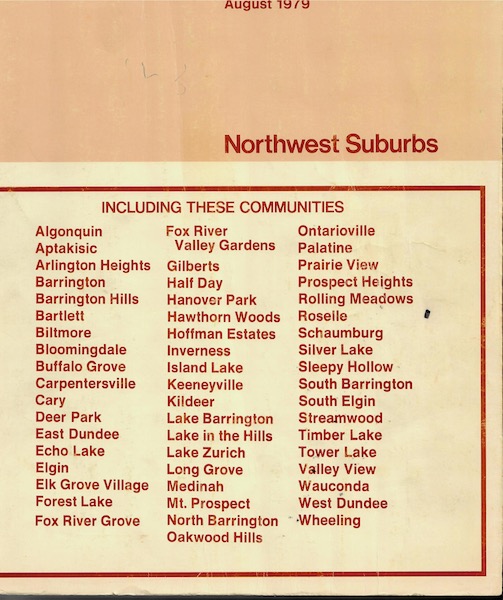 August 1979
Northwest Suburbs
INCLUDING THESE COMMUNITIES
Algonquin
Aptakisic
Arlington Heights
Barrington
Barrington Hills
Bartlett
Biltmore
Bloomingdale
Buffalo Grove
Carpentersville
Cary
Deer Park
East Dundee
Echo Lake
Elgin
Elk Grove Village
Forest Lake
Fox River Grove
Fox River
Valley Gardens
Gilberts
Half Day
Hanover Park
Hawthorn Woods
Hoffman Estates
Inverness
Island Lake
Keeneyville
Kildeer
Lake Barrington
Lake in the Hills
Lake Zurich
Long Grove
Medinah
Mt. Prospect
North Barrington
Oakwood Hills
Ontarioville
Palatine
Prairie View
Prospect Heights
Rolling Meadows
Roselle
Schaumburg
Silver Lake
Sleepy Hollow
South Barrington
South Elgin
Streamwood
Timber Lake
Tower Lake
Valley View
Wauconda
West Dundee
Wheeling